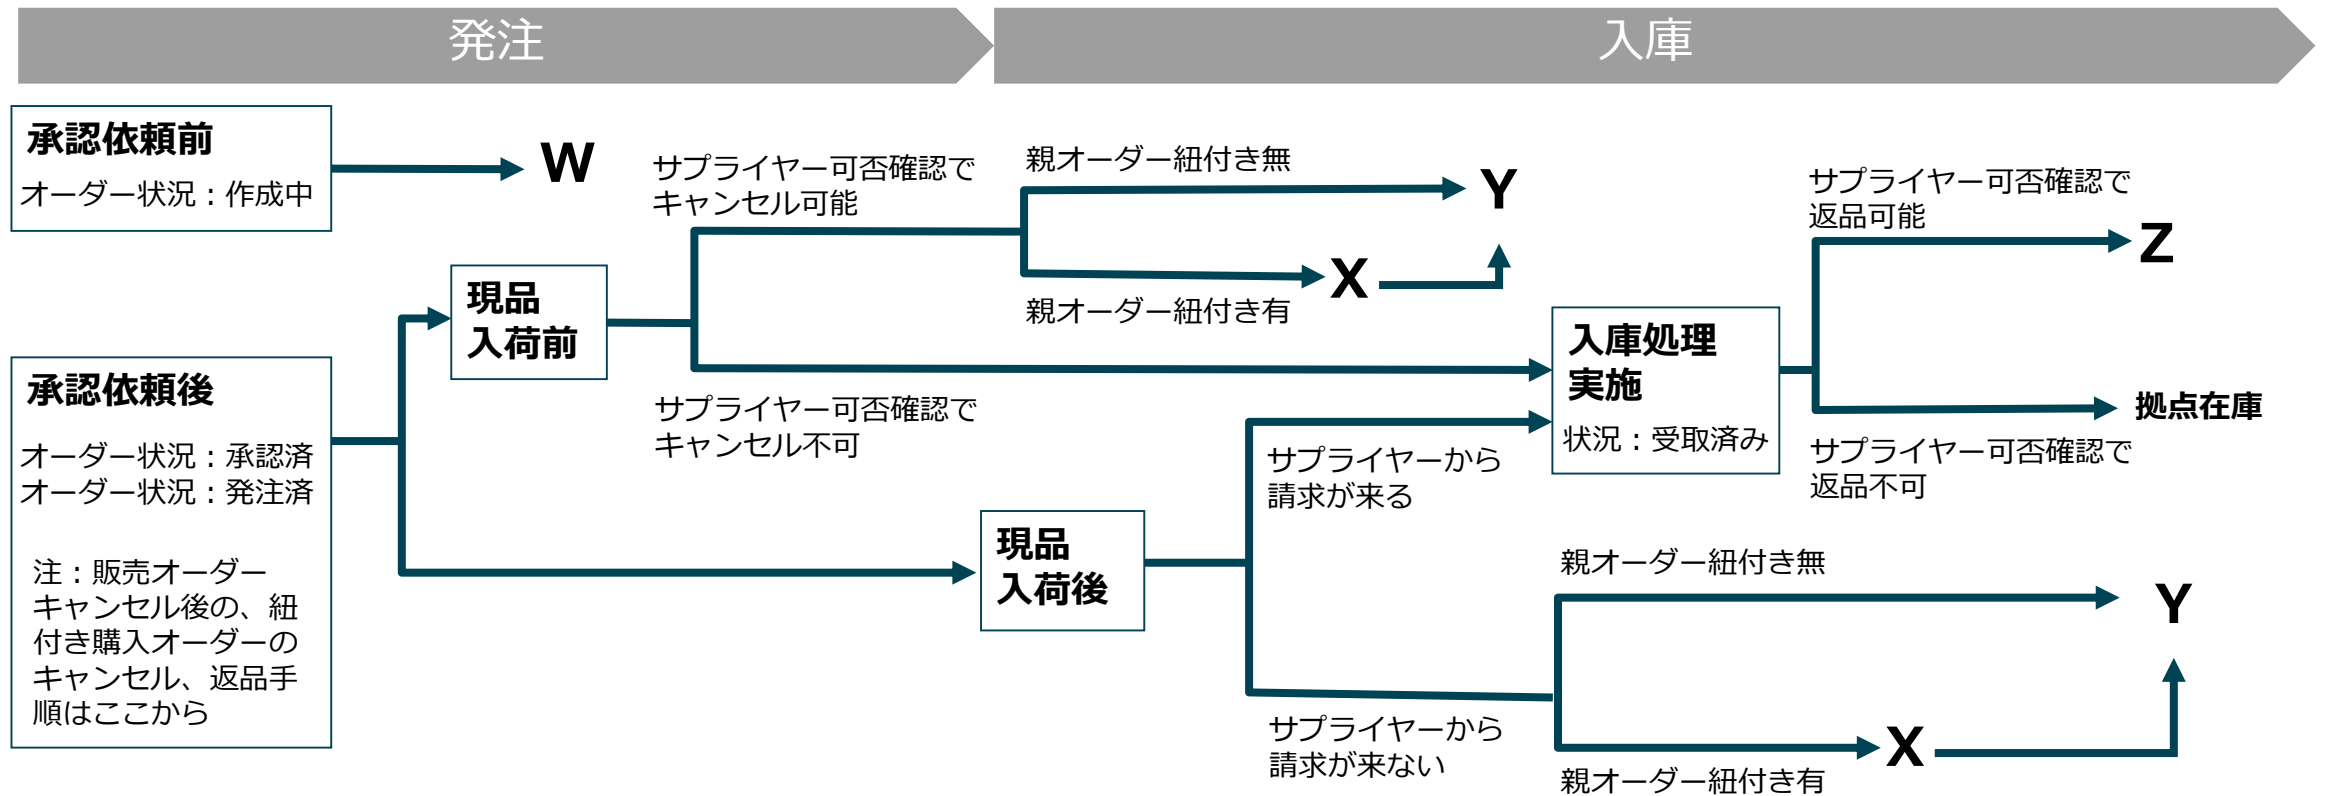 発注
入庫
承認依頼前
オーダー状況：作成中
W
サプライヤー可否確認で
キャンセル可能
親オーダー紐付き無
Y
サプライヤー可否確認で
返品可能
Z
現品
入荷前
X
親オーダー紐付き有
入庫処理
実施
状況：受取済み
承認依頼後
オーダー状況：承認済
オーダー状況：発注済
注：販売オーダー
キャンセル後の、紐
付き購入オーダーの
キャンセル、返品手
順はここから
サプライヤー可否確認で
キャンセル不可
拠点在庫
サプライヤー可否確認で
返品不可
サプライヤーから
請求が来る
現品
入荷後
親オーダー紐付き無
Y
サプライヤーから
請求が来ない
X
親オーダー紐付き有